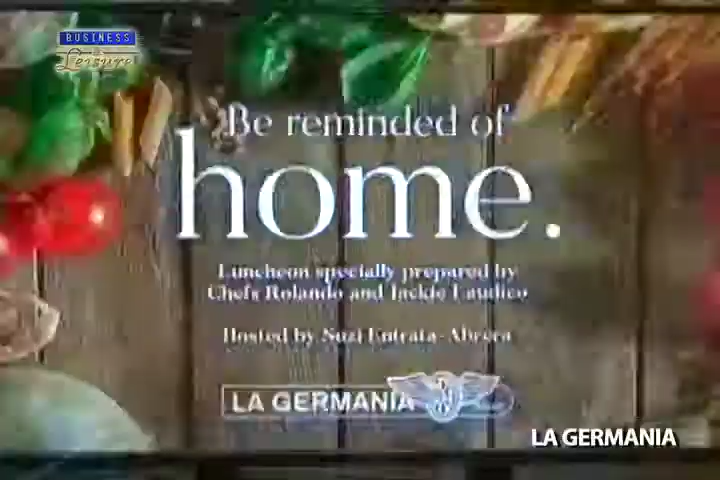 BUSINESS
& Leisure
Be reminded of
home.
Luncheon specially prepared by
Chefs Rolando and Jackie Laudico
Hosted by Suzi Entrata-Abrera
LA GERMANIA
LA GERMANIA